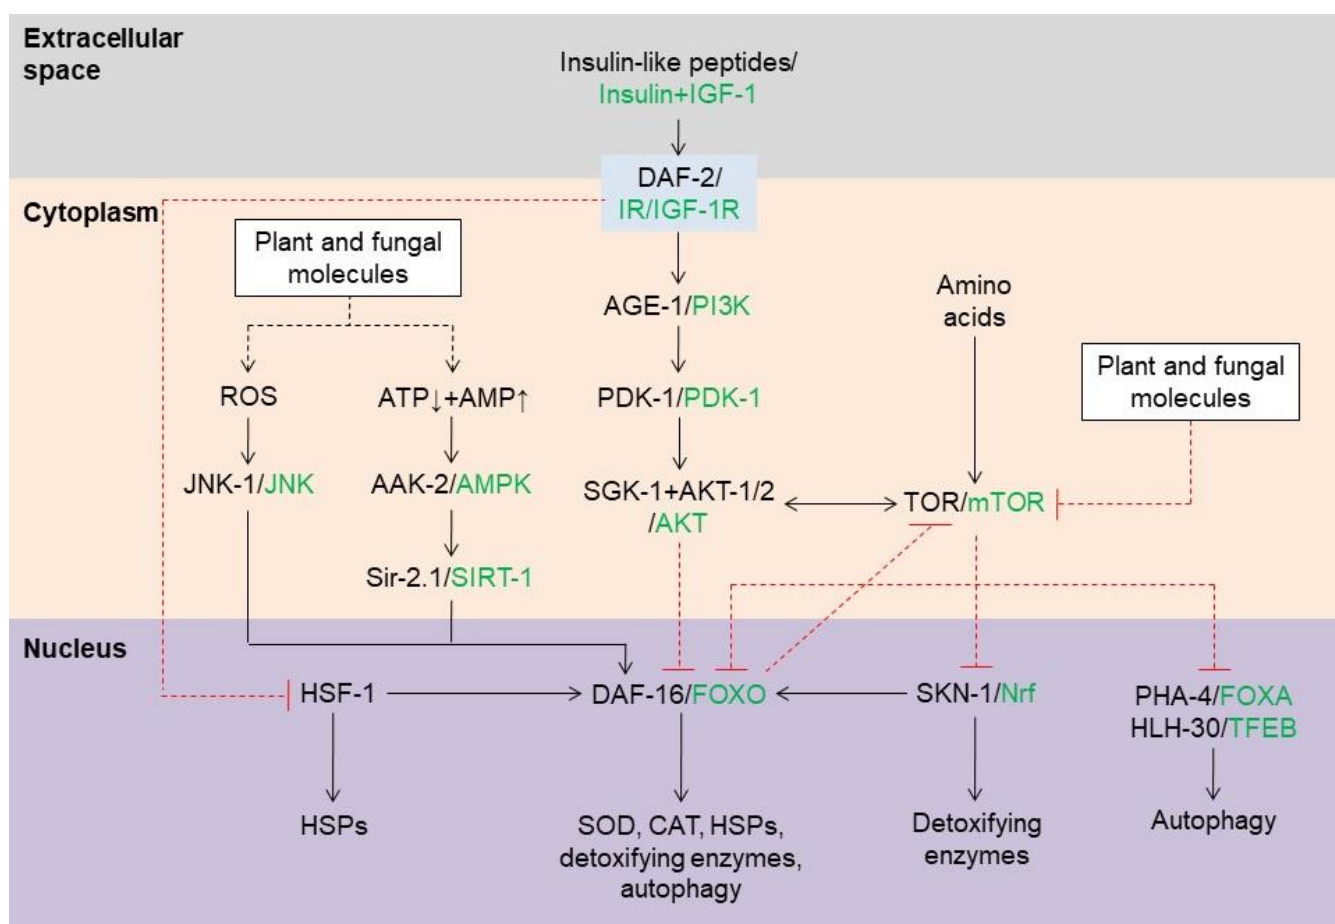 Extracellular
space
Insulin-like peptides/
Insulin+IGF-1
DAF-2/
IR/IGF-1R
Cytoplasm
Plant and fungal
molecules
AGE-1/PI3K
Amino
acids
ROS
ATP↓+AMP↑
PDK-1/PDK-1
Plant and fungal
molecules
JNK-1/JNK
AAK-2/AMPK
SGK-1+AKT-1/2
/AKT
TOR/mTOR
Sir-2.1/SIRT-1
Nucleus
HSF-1
DAF-16/FOXO
SKN-1/Nrf
PHA-4/FOXA
HLH-30/TFEB
HSPs
SOD, CAT, HSPs,
detoxifying enzymes,
autophagy
Detoxifying
enzymes
Autophagy